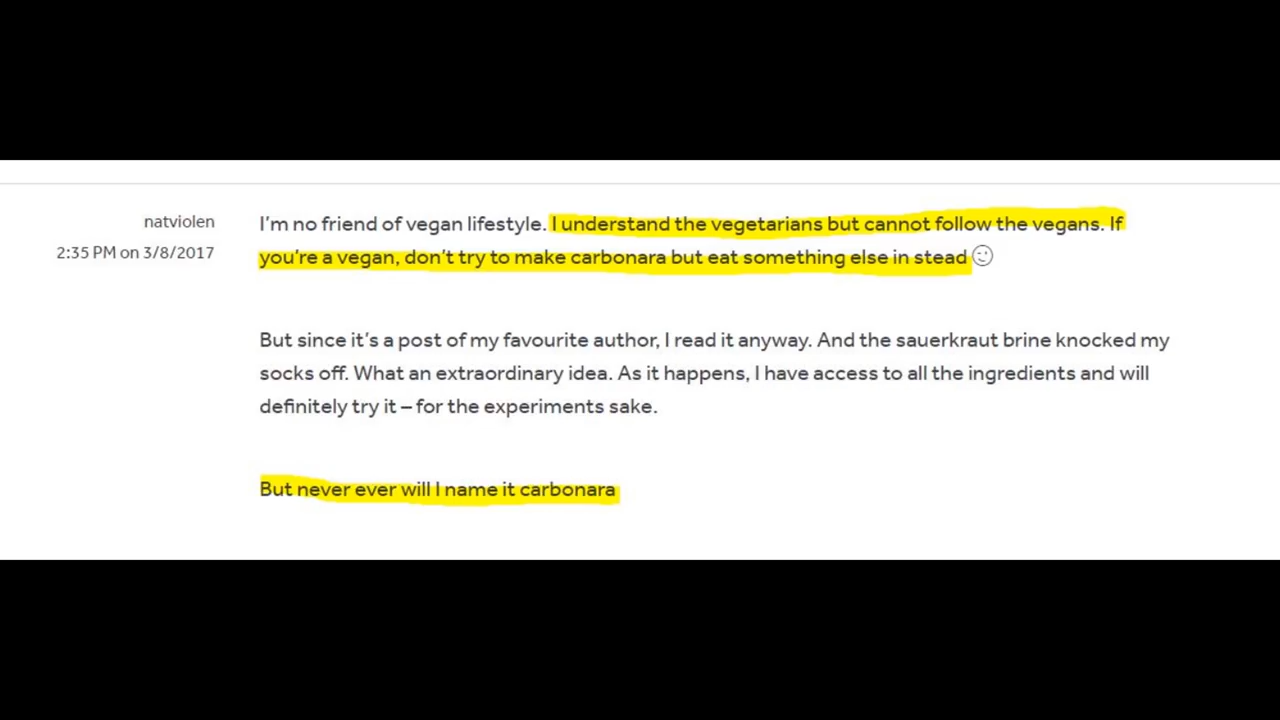 natviolen
2:35 PM on 3/8/2017
I'm no friend of vegan lifestyle. I understand the vegetarians but cannot follow the vegans. If
you're a vegan, don't try to make carbonara but eat something else in stead
But since it's a post of my favourite author, I read it anyway. And the sauerkraut brine knocked my
socks off. What an extraordinary idea. As it happens, I have access to all the ingredients and will
definitely try it – for the experiments sake.
But never ever will I name it carbonara